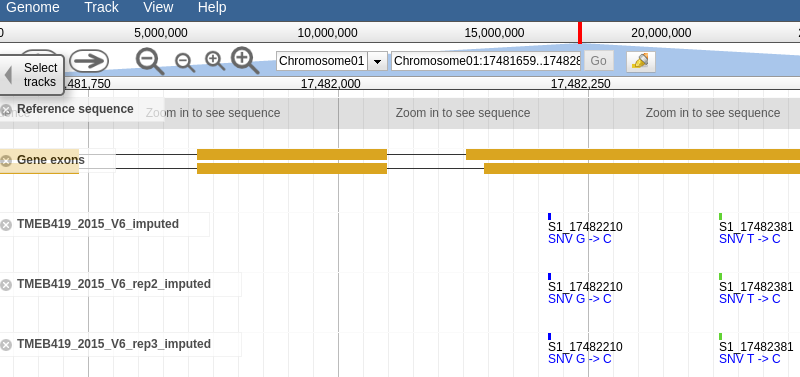 Genome Track View Help
0 5,000,000 10,000,000 15,000,000 20,000,000
Select
tracks
Chromosome01 Chromosome01:17481659..174828 Go
,481,750 17,482,000 17,482,250
Reference sequence
Zoom in to see sequence Zoom in to see sequence Zoom in to see sequence
Gene exons
TMEB419_2015_V6_imputed
S1_17482210 S1_17482381
SNV G -> C SNV T -> C
TMEB419_2015_V6_rep2_imputed
S1_17482210 S1_17482381
SNV G -> C SNV T -> C
TMEB419_2015_V6_rep3_imputed
S1_17482210 S1_17482381
SNV G -> C SNV T -> C